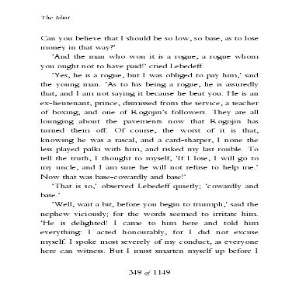 The Idiot
Can you believe that I should be so low, so base, as to lose
money in that way?'
'And the man who won it is a rogue, a rogue whom
you ought not to have paid!' cried Lebedeff.
'Yes, he is a rogue, but I was obliged to pay him,' said
the young man. 'As to his being a rogue, he is assuredly
that, and I am not saying it because he beat you. He is an
ex-lieutenant, prince, dismissed from the service, a teacher
of boxing, and one of Rogojin's followers. They are all
lounging about the pavements now that Rogojin has
turned them off. Of course, the worst of it is that,
knowing he was a rascal, and a card-sharper, I none the
less played palki with him, and risked my last rouble. To
tell the truth, I thought to myself, 'If I lose, I will go to
my uncle, and I am sure he will not refuse to help me.'
Now that was base-cowardly and base!'
'That is so,' observed Lebedeff quietly; 'cowardly and
base.'
'Well, wait a bit, before you begin to triumph,' said the
nephew viciously; for the words seemed to irritate him.
'He is delighted! I came to him here and told him
everything: I acted honourably, for I did not excuse
myself. I spoke most severely of my conduct, as everyone
here can witness. But I must smarten myself up before I
349 of 1149